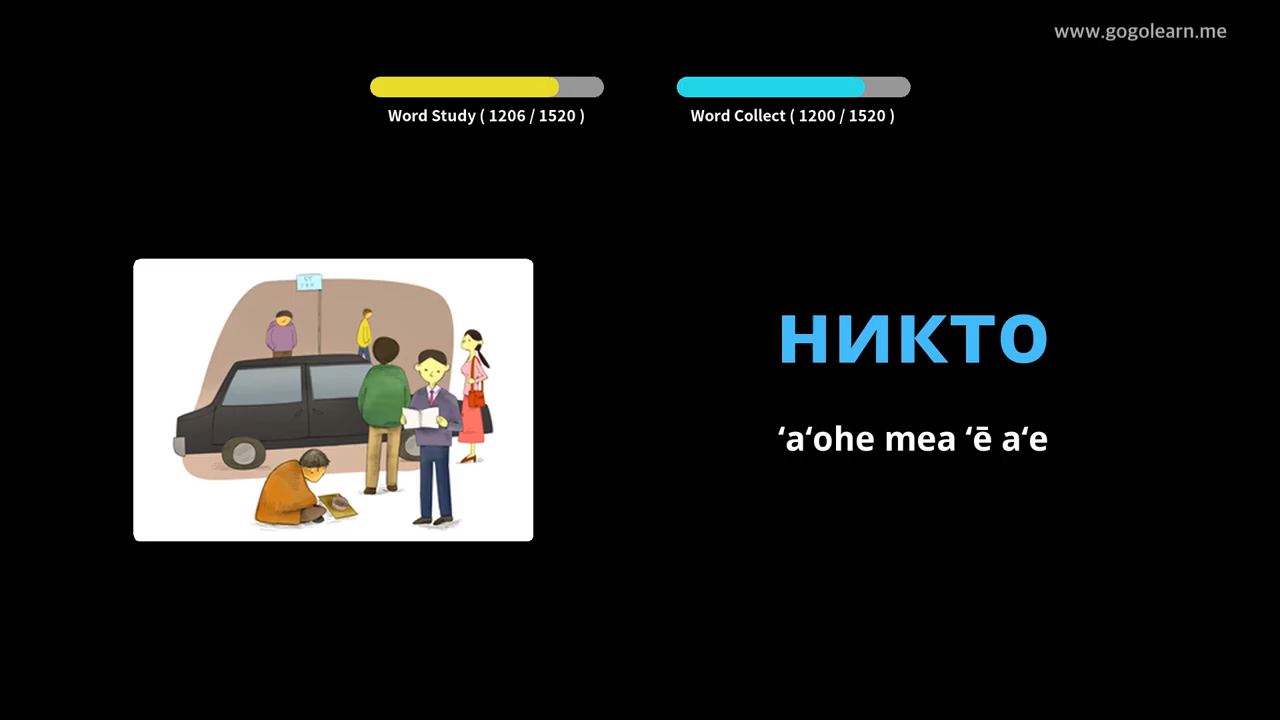 www.gogolearn.me
Word Study ( 1206 / 1520 )
Word Collect ( 1200 / 1520 )
никто
ʻaʻohe mea ʻē aʻe